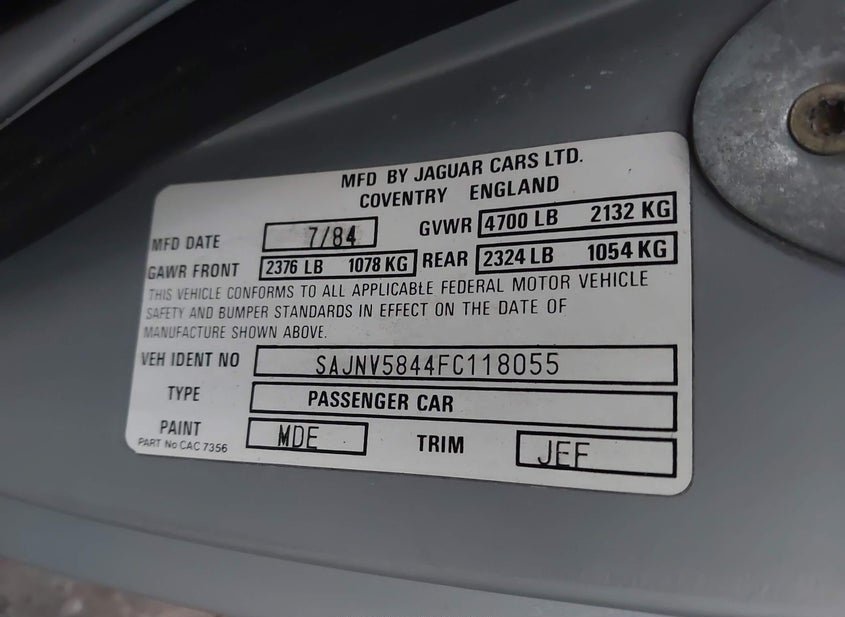 MFD BY JAGUAR CARS LTD.
COVENTRY ENGLAND
MFD DATE 7/84 GVWR 4700 LB 2132 KG
GAWR FRONT 2376 LB 1078 KG REAR 2324 LB 1054 KG
THIS VEHICLE CONFORMS TO ALL APPLICABLE FEDERAL MOTOR VEHICLE
SAFETY AND BUMPER STANDARDS IN EFFECT ON THE DATE OF
MANUFACTURE SHOWN ABOVE.
VEH IDENT NO SAJNV5844FC118055
TYPE PASSENGER CAR
PAINT MDE TRIM JEF
PART No CAC 7356